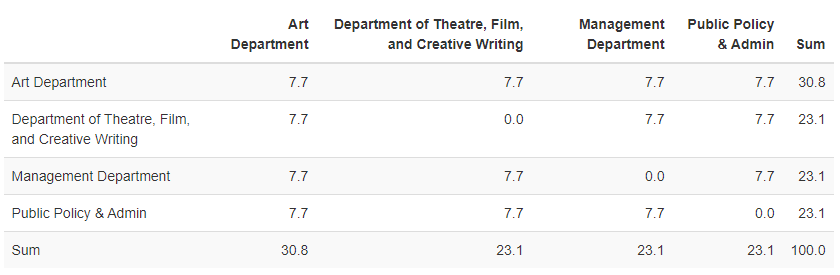 Art Department Department of Theatre, Film, and Creative Writing Management Department Public Policy & Admin Sum
Art Department 7.7 7.7 7.7 7.7 30.8
Department of Theatre, Film, and Creative Writing 7.7 0.0 7.7 7.7 23.1
Management Department 7.7 7.7 0.0 7.7 23.1
Public Policy & Admin 7.7 7.7 7.7 0.0 23.1
Sum 30.8 23.1 23.1 23.1 100.0